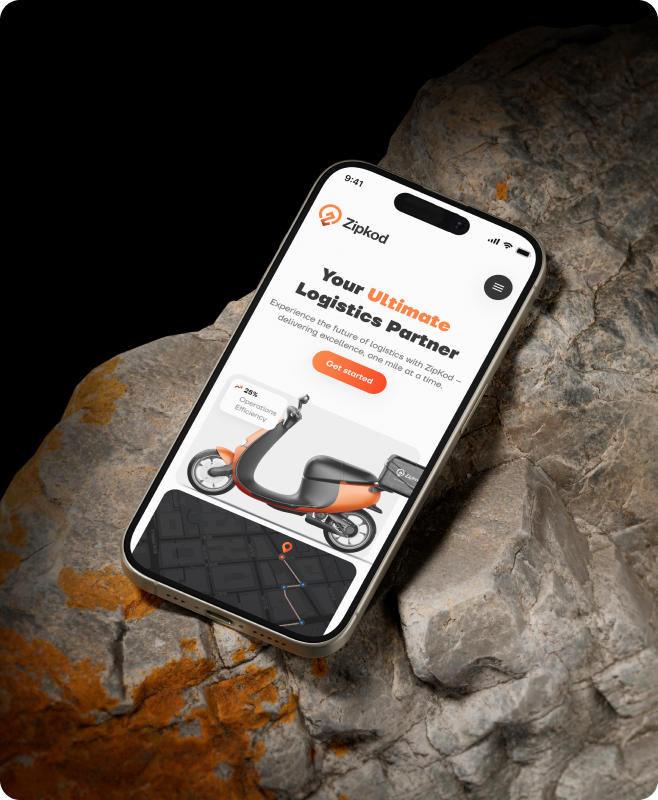 9:41
Zipkod
Your Ultimate
Logistics Partner
Experience the future of logistics with ZipKod –
delivering excellence, one mile at a time.
Get started
25%
Operations
Efficiency